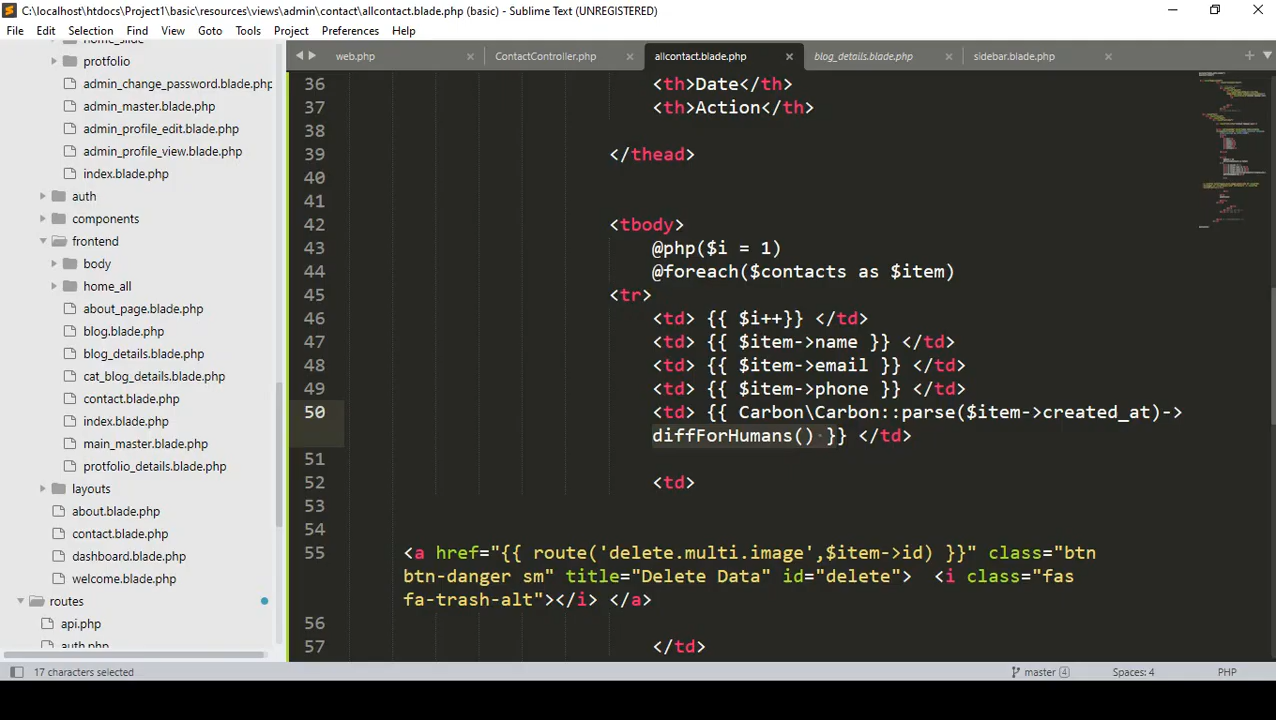 C:\localhost\htdocs\Project1\basic\resources\views\admin\contact\allcontact.blade.php (basic) - Sublime Text (UNREGISTERED)
File Edit Selection Find View Goto Tools Project Preferences Help
home_slide
protfolio
admin_change_password.blade.php
admin_master.blade.php
admin_profile_edit.blade.php
admin_profile_view.blade.php
index.blade.php
auth
components
frontend
body
home_all
about_page.blade.php
blog.blade.php
blog_details.blade.php
cat_blog_details.blade.php
contact.blade.php
index.blade.php
main_master.blade.php
protfolio_details.blade.php
layouts
about.blade.php
contact.blade.php
dashboard.blade.php
welcome.blade.php
routes
api.php
auth.php
web.php ContactController.php allcontact.blade.php blog_details.blade.php sidebar.blade.php
36 <th>Date</th>
37 <th>Action</th>
38
39 </thead>
40
41
42 <tbody>
43 @php($i = 1)
44 @foreach($contacts as $item)
45 <tr>
46 <td> {{ $i++}} </td>
47 <td> {{ $item->name }} </td>
48 <td> {{ $item->email }} </td>
49 <td> {{ $item->phone }} </td>
50 <td> {{ Carbon\Carbon::parse($item->created_at)->
diffForHumans() }} </td>
51
52 <td>
53
54
55 <a href="{{ route('delete.multi.image',$item->id) }}" class="btn
btn-danger sm" title="Delete Data" id="delete"> <i class="fas
fa-trash-alt"></i> </a>
56
57 </td>
17 characters selected master 4 Spaces: 4 PHP